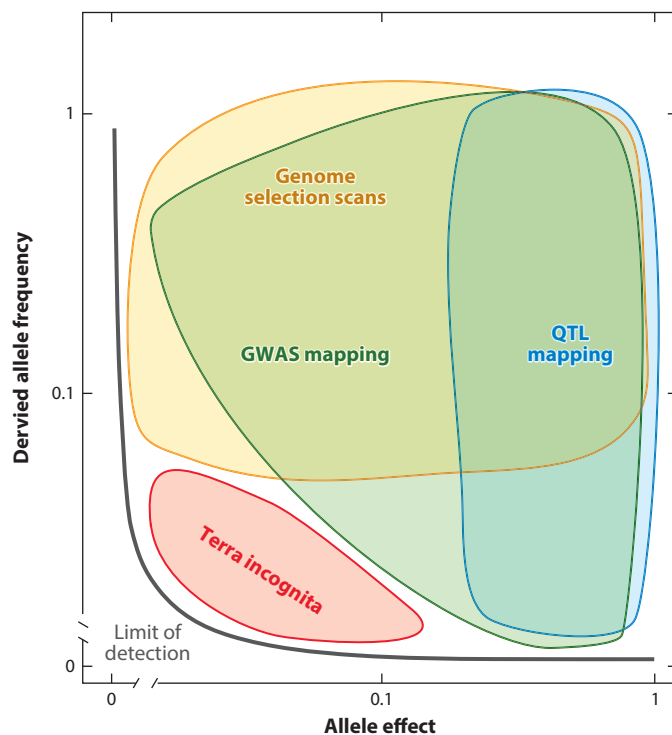 1
Genome
selection scans
Dervied allele frequency
GWAS mapping
QTL
mapping
0.1
Terra incognita
Limit of
detection
0
0
0.1
1
Allele effect